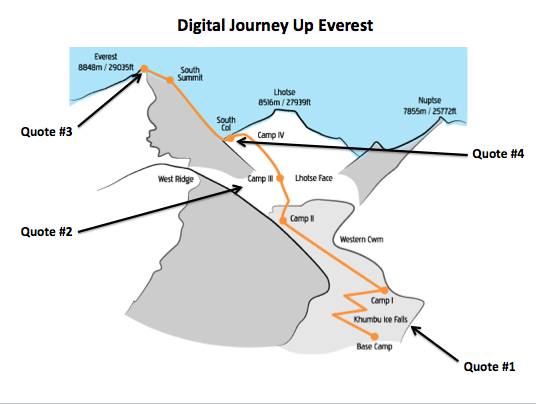 Digital Journey Up Everest
Everest
8848m / 29035ft
South
Summit
Lhotse
8516m / 27939ft
Nuptse
7855m / 25772ft
South
Col
Camp IV
Quote #3
Quote #4
West Ridge
Camp III
Lhotse Face
Camp II
Quote #2
Western Cwm
Camp I
Khumbu Ice Falls
Base Camp
Quote #1